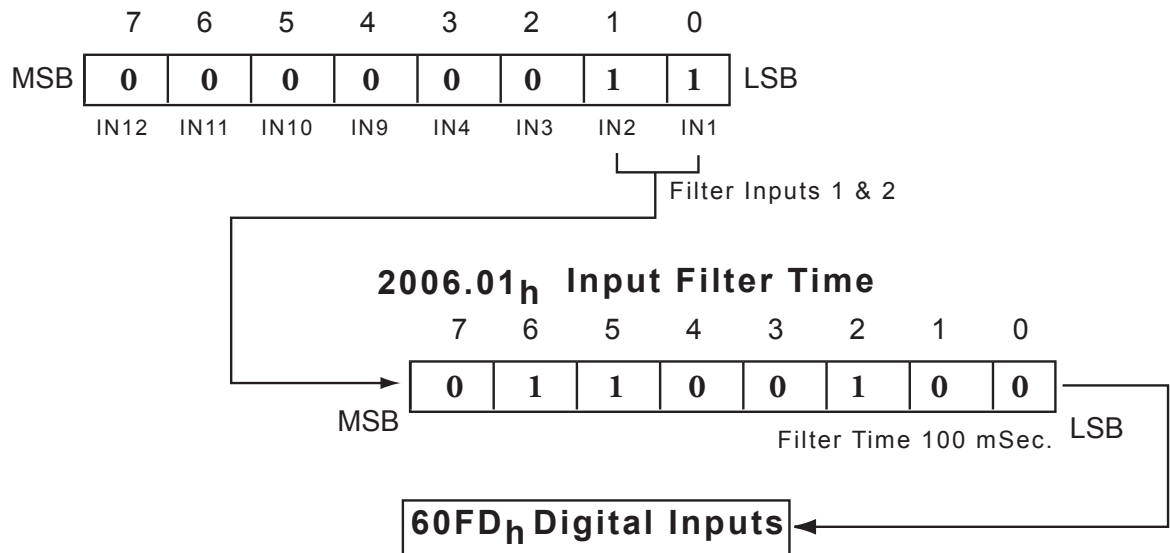 7 6 5 4 3 2 1 0
MSB 0 0 0 0 0 0 1 1 LSB
IN12 IN11 IN10 IN9 IN4 IN3 IN2 IN1
Filter Inputs 1 & 2
2006.01h Input Filter Time
7 6 5 4 3 2 1 0
0 1 1 0 0 1 0 0
MSB LSB
Filter Time 100 mSec.
60FDh Digital Inputs